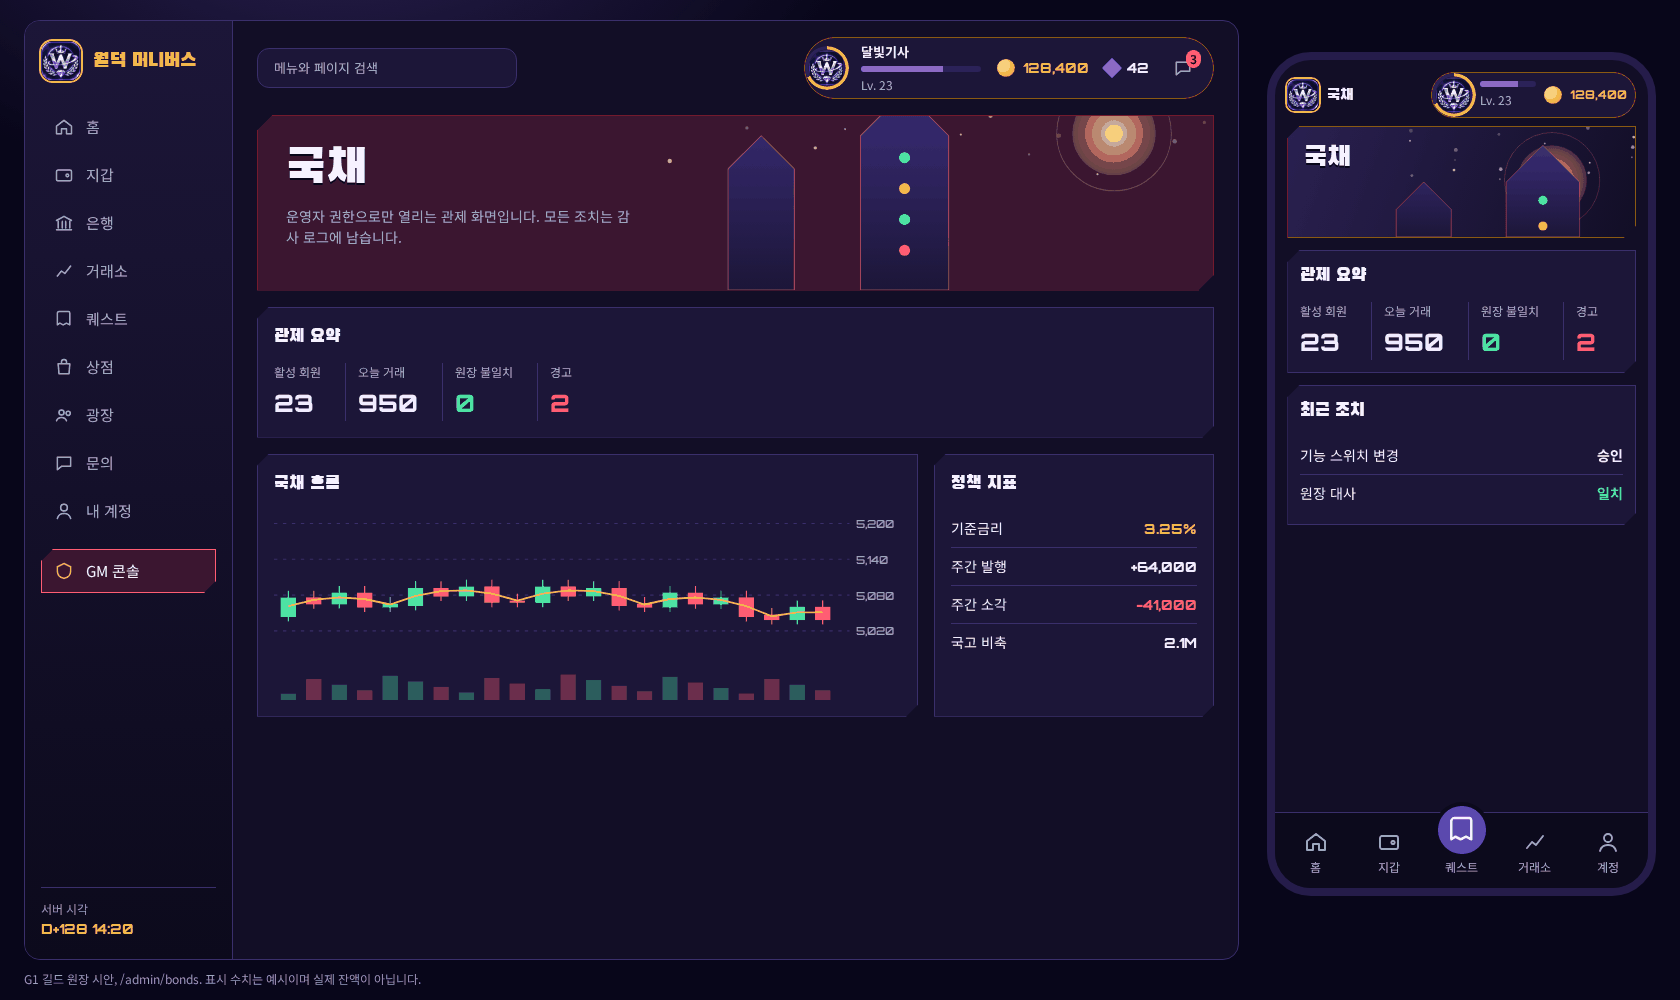 원덕 머니버스
홈
지갑
은행
거래소
퀘스트
상점
광장
문의
내 계정
GM 콘솔
서버 시각
D+128 14:20
메뉴와 페이지 검색
달빛기사
Lv. 23
128,400
42
3
국채
운영자 권한으로만 열리는 관제 화면입니다. 모든 조치는 감
사 로그에 남습니다.
관제 요약
활성 회원
23
오늘 거래
950
원장 불일치
0
경고
2
국채 흐름
5,200
5,140
5,080
5,020
정책 지표
기준금리 3.25%
주간 발행 +64,000
주간 소각 -41,000
국고 비축 2.1M
국채
Lv. 23
128,400
국채
관제 요약
활성 회원
23
오늘 거래
950
원장 불일치
0
경고
2
최근 조치
기능 스위치 변경 승인
원장 대사 일치
홈
지갑
퀘스트
거래소
계정
G1 길드 원장 시안, /admin/bonds. 표시 수치는 예시이며 실제 잔액이 아닙니다.